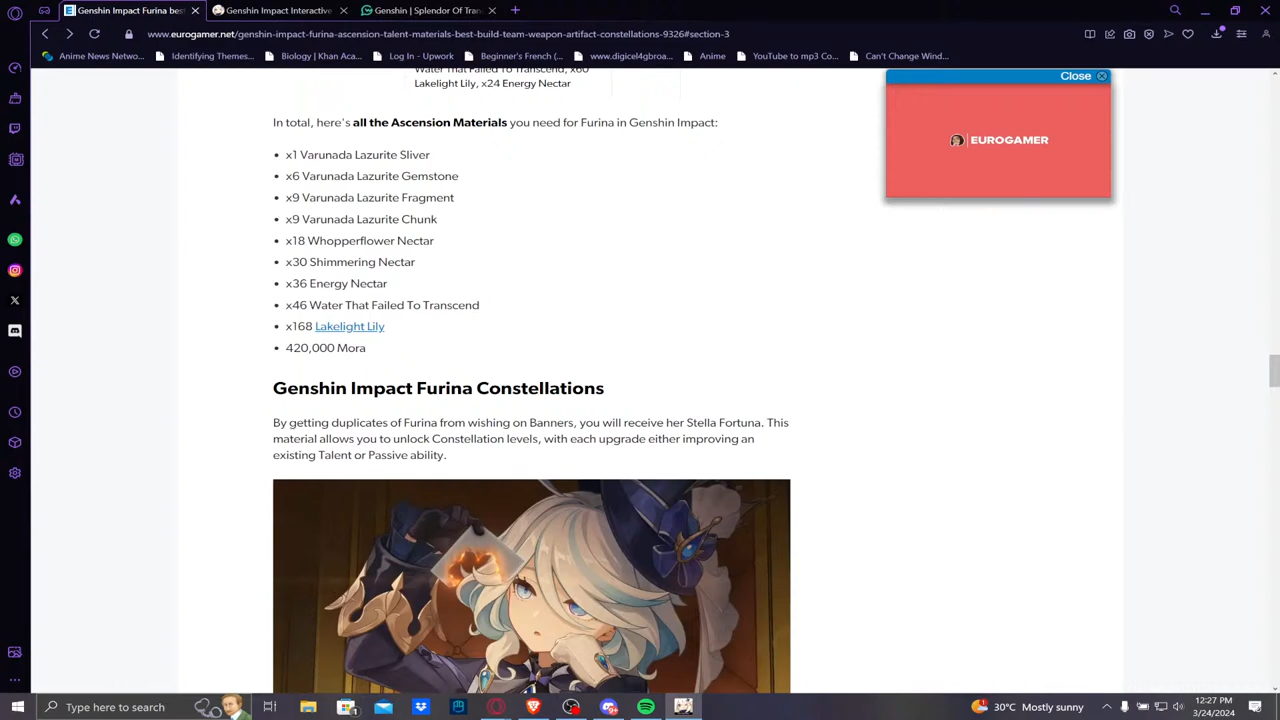 Genshin Impact Furina bes
Genshin Impact Interactive
Genshin | Splendor Of Tran
www.eurogamer.net/genshin-impact-furina-ascension-talent-materials-best-build-team-weapon-artifact-constellations-9326#section-3
Anime News Netwo...
Identifying Themes...
Biology | Khan Acad...
Log In - Upwork
Beginner's French (...
www.digicel4gbroa...
Anime
YouTube to mp3 Co...
Can't Change Wind...
Water That Failed To Transcend, x60
Lakelight Lily, x24 Energy Nectar
Close
EUROGAMER
In total, here's all the Ascension Materials you need for Furina in Genshin Impact:
• x1 Varunada Lazurite Sliver
• x6 Varunada Lazurite Gemstone
• x9 Varunada Lazurite Fragment
• x9 Varunada Lazurite Chunk
• x18 Whopperflower Nectar
• x30 Shimmering Nectar
• x36 Energy Nectar
• x46 Water That Failed To Transcend
• x168 Lakelight Lily
• 420,000 Mora
Genshin Impact Furina Constellations
By getting duplicates of Furina from wishing on Banners, you will receive her Stella Fortuna. This
material allows you to unlock Constellation levels, with each upgrade either improving an
existing Talent or Passive ability.
Type here to search
30°C Mostly sunny
12:27 PM
3/24/2024